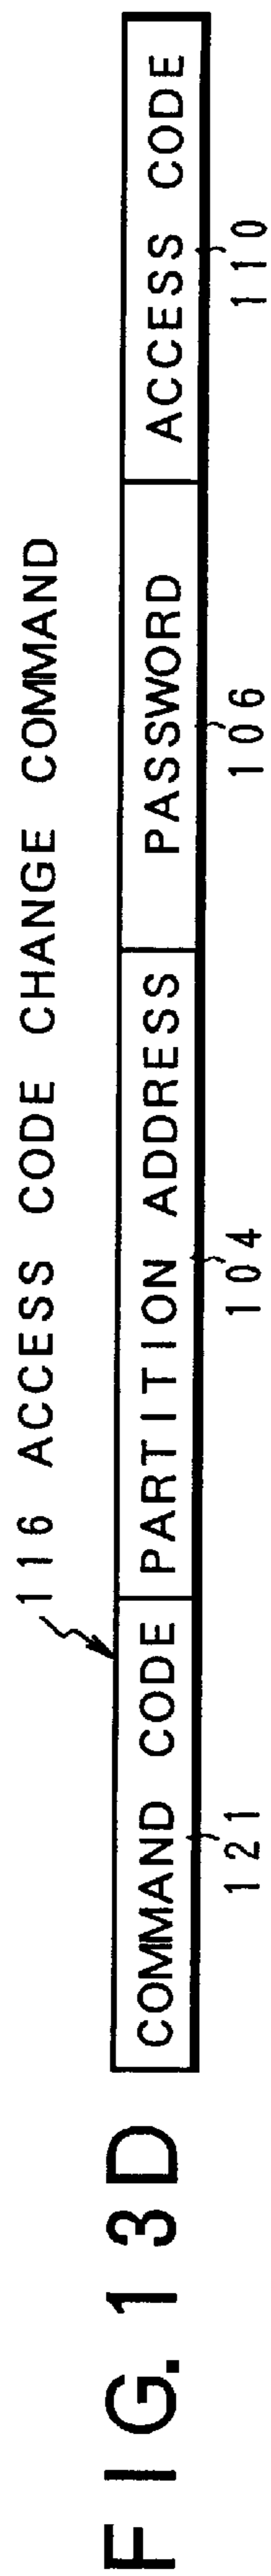 116 ACCESS CODE CHANGE COMMAND
FIG. 13D
COMMAND CODE PARTITION ADDRESS PASSWORD ACCESS CODE
121 104 106 110